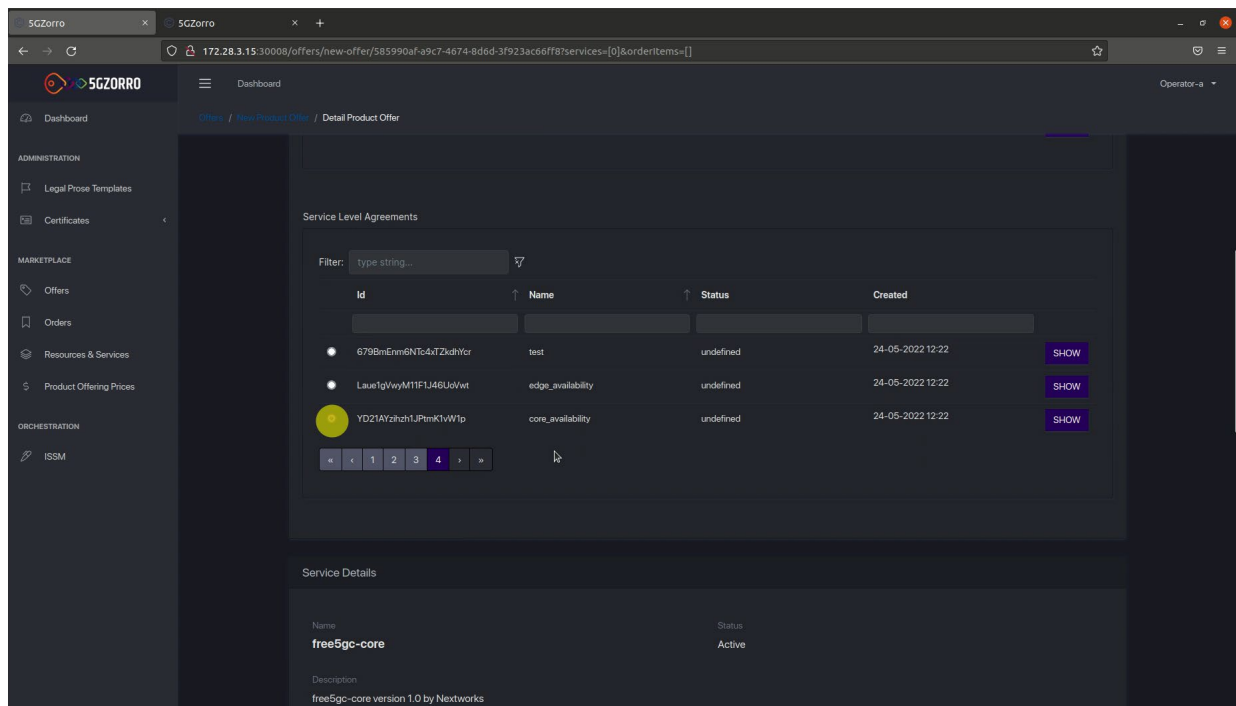 5GZorro
5GZorro
172.28.3.15:30008/offers/new-offer/585990af-a9c7-4674-8d6d-3f923ac66ff8?services=[0]&orderItems=[]
5GZORRO
Dashboard
Operator-a
Dashboard
Offers / New Product Offer / Detail Product Offer
ADMINISTRATION
Legal Prose Templates
Certificates
MARKETPLACE
Offers
Orders
Resources & Services
Product Offering Prices
ORCHESTRATION
ISSM
Service Level Agreements
Filter: type string...
Id Name Status Created
679BmEnm6NTc4xTZkdhYcr test undefined 24-05-2022 12:22 SHOW
Laue1gVwyM11F1J46UoVwt edge_availability undefined 24-05-2022 12:22 SHOW
YD21AYzihzh1JPtmK1vW1p core_availability undefined 24-05-2022 12:22 SHOW
« ‹ 1 2 3 4 › »
Service Details
Name Status
free5gc-core Active
Description
free5gc-core version 1.0 by Nextworks